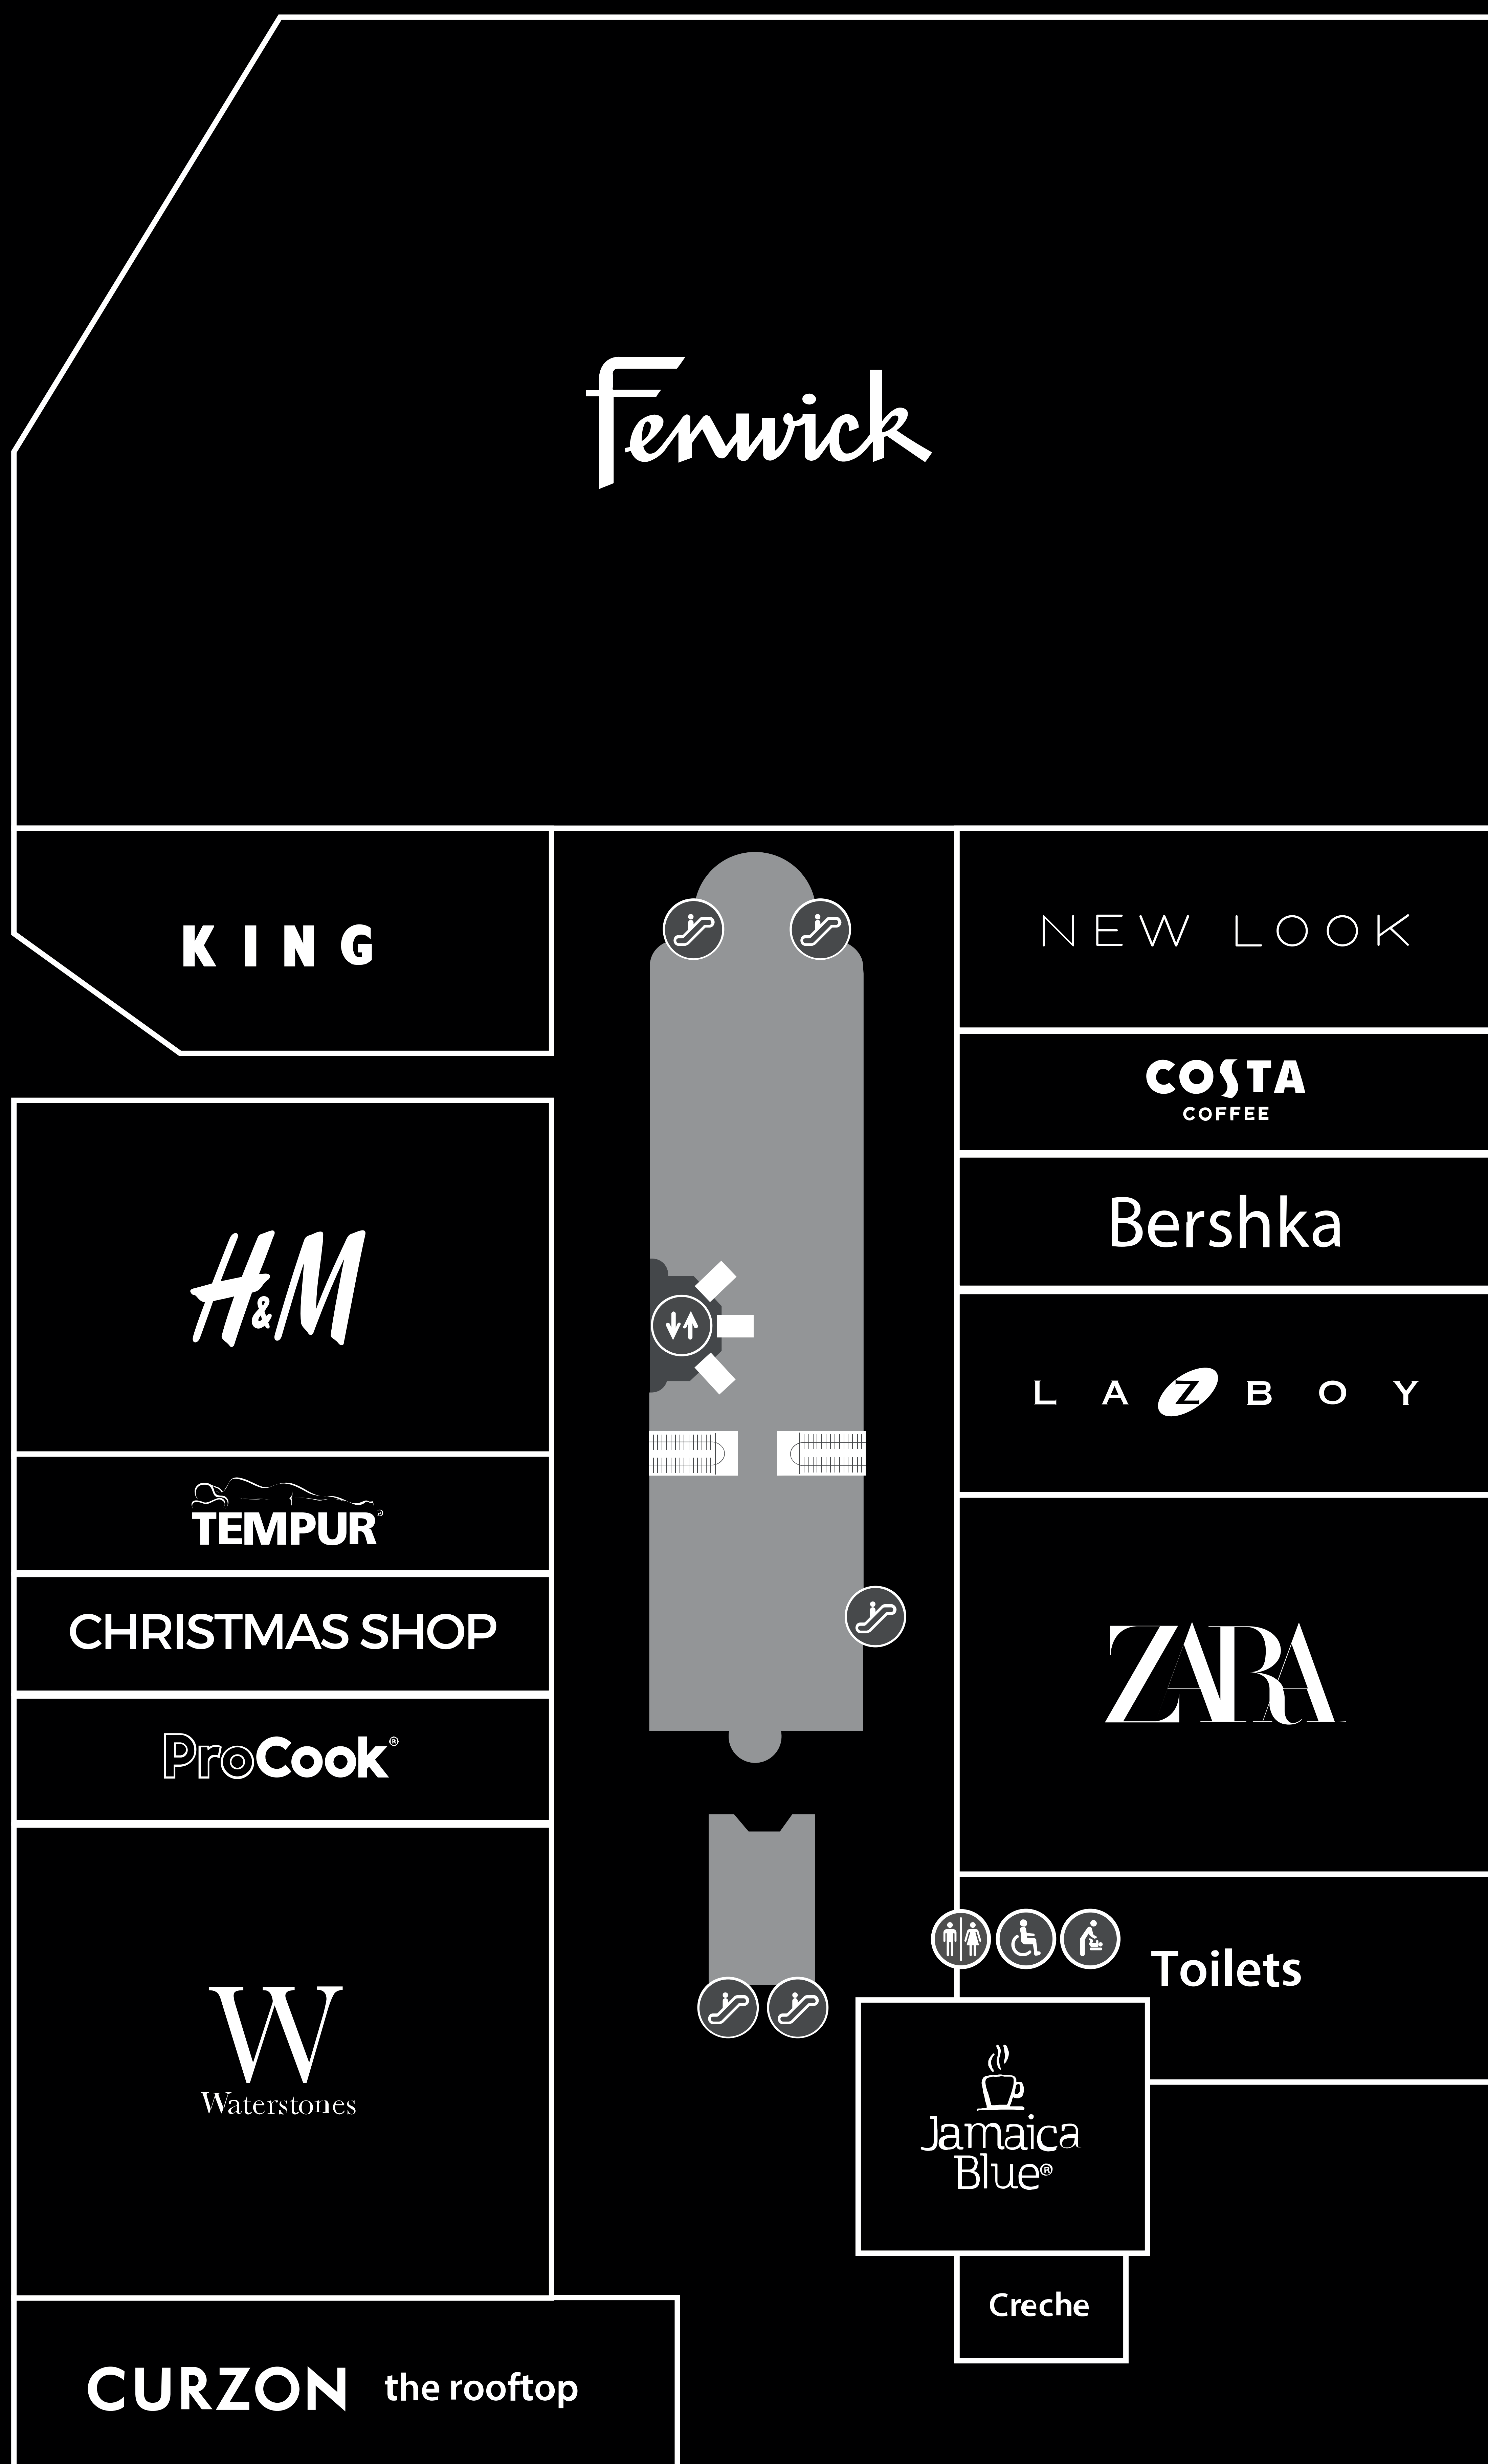 Fenwick
KING
NEW LOOK
COSTA
COFFEE
Bershka
H&M
LAZBOY
TEMPUR®
CHRISTMAS SHOP
ZARA
ProCook®
Toilets
W
Waterstones
Jamaica
Blue®
Creche
CURZON the rooftop